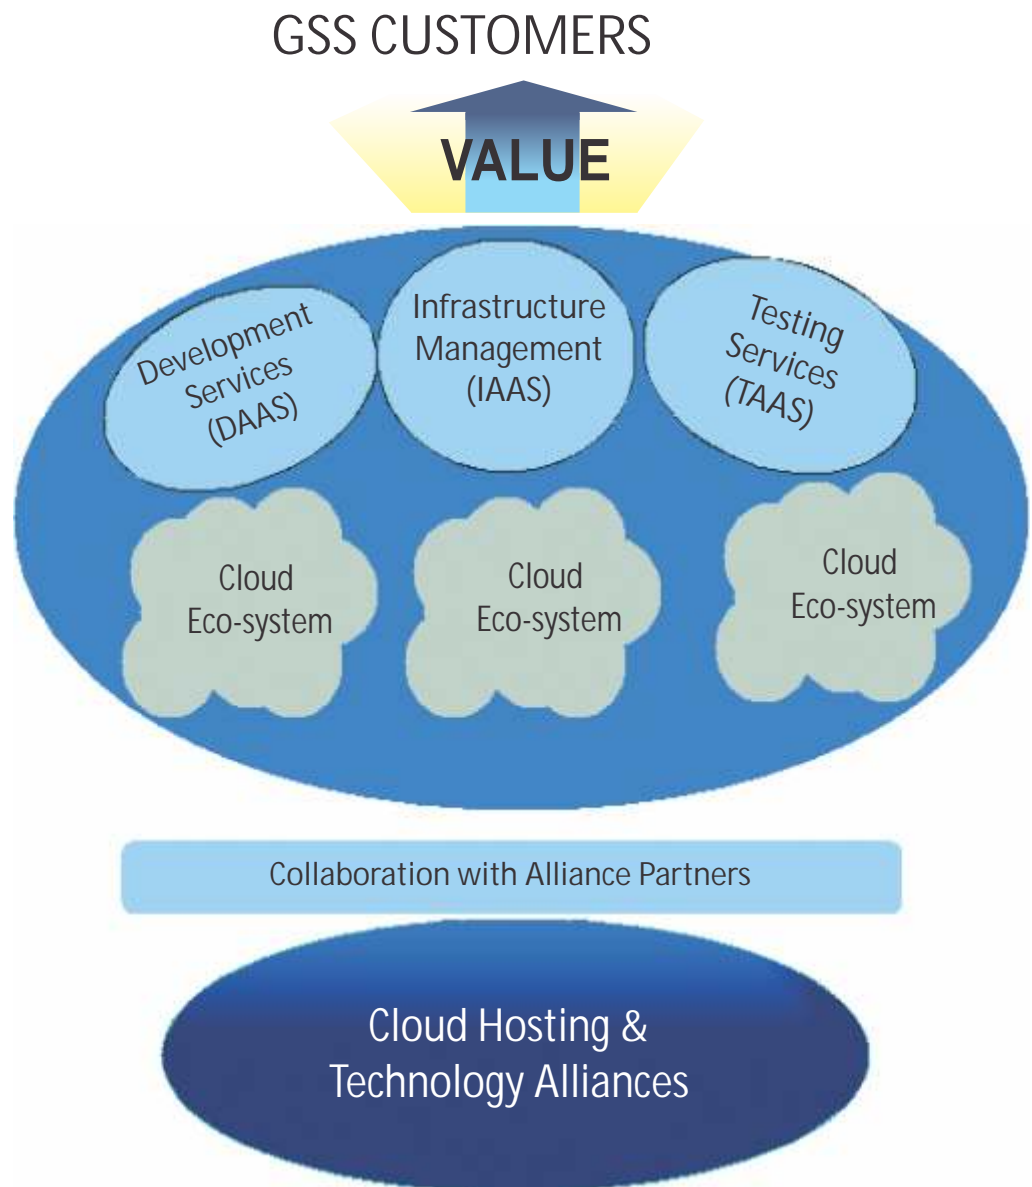 GSS CUSTOMERS
VALUE
Development
Services
(DAAS)
Infrastructure
Management
(IAAS)
Testing
Services
(TAAS)
Cloud
Eco-system
Cloud
Eco-system
Cloud
Eco-system
Collaboration with Alliance Partners
Cloud Hosting &
Technology Alliances